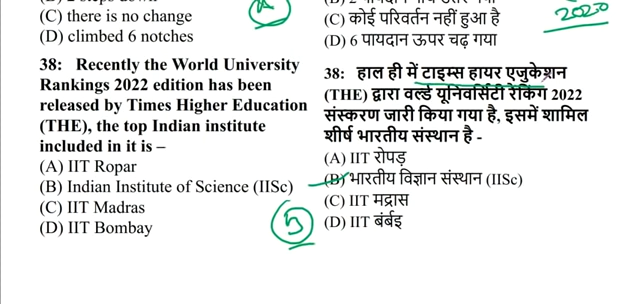 (C) there is no change
(D) climbed 6 notches
38: Recently the World University
Rankings 2022 edition has been
released by Times Higher Education
(THE), the top Indian institute
included in it is –
(A) IIT Ropar
(B) Indian Institute of Science (IISc)
(C) IIT Madras
(D) IIT Bombay
(C) कोई परिवर्तन नहीं हुआ है
(D) 6 पायदान ऊपर चढ़ गया
2020
38: हाल ही में टाइम्स हायर एजुकेशन
(THE) द्वारा वर्ल्ड यूनिवर्सिटी रैंकिंग 2022
संस्करण जारी किया गया है, इसमें शामिल
शीर्ष भारतीय संस्थान है -
(A) IIT रोपड़
(B) भारतीय विज्ञान संस्थान (IISc)
(C) IIT मद्रास
(D) IIT बंबई